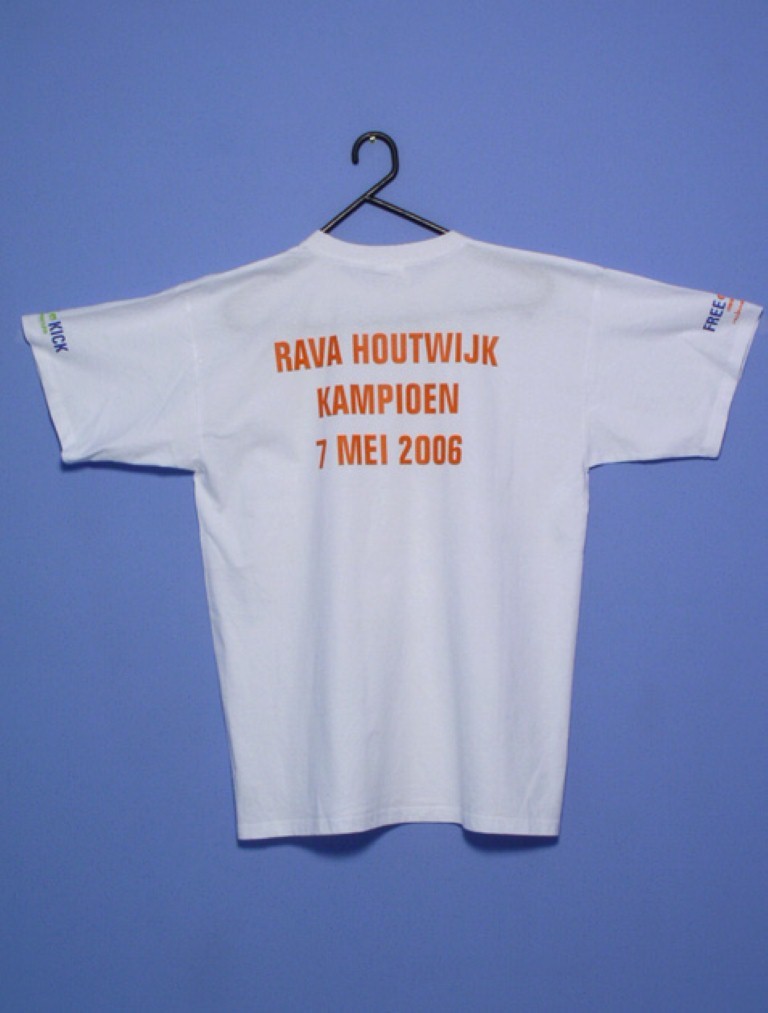 RAVA HOUTWIJK
KAMPIOEN
7 MEI 2006
KICK
FREE